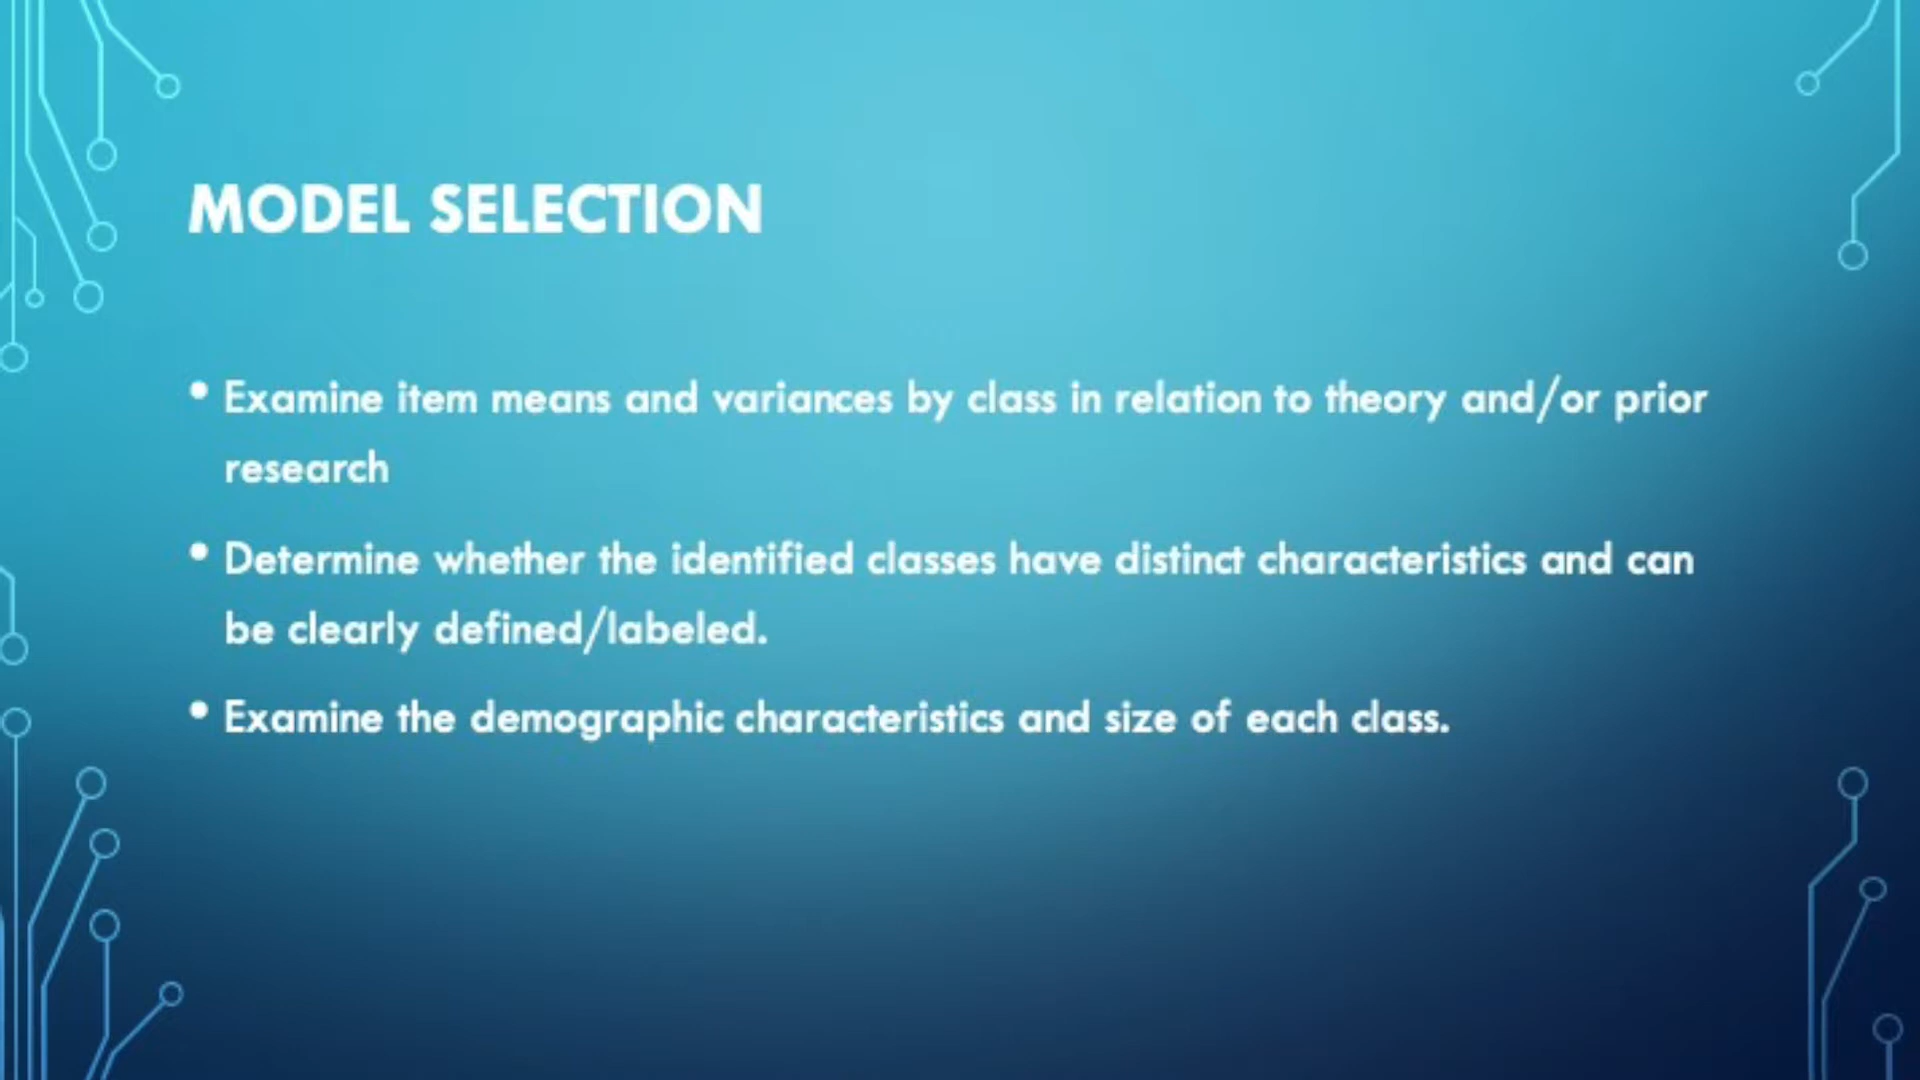 MODEL SELECTION
• Examine item means and variances by class in relation to theory and/or prior
research
• Determine whether the identified classes have distinct characteristics and can
be clearly defined/labeled.
• Examine the demographic characteristics and size of each class.